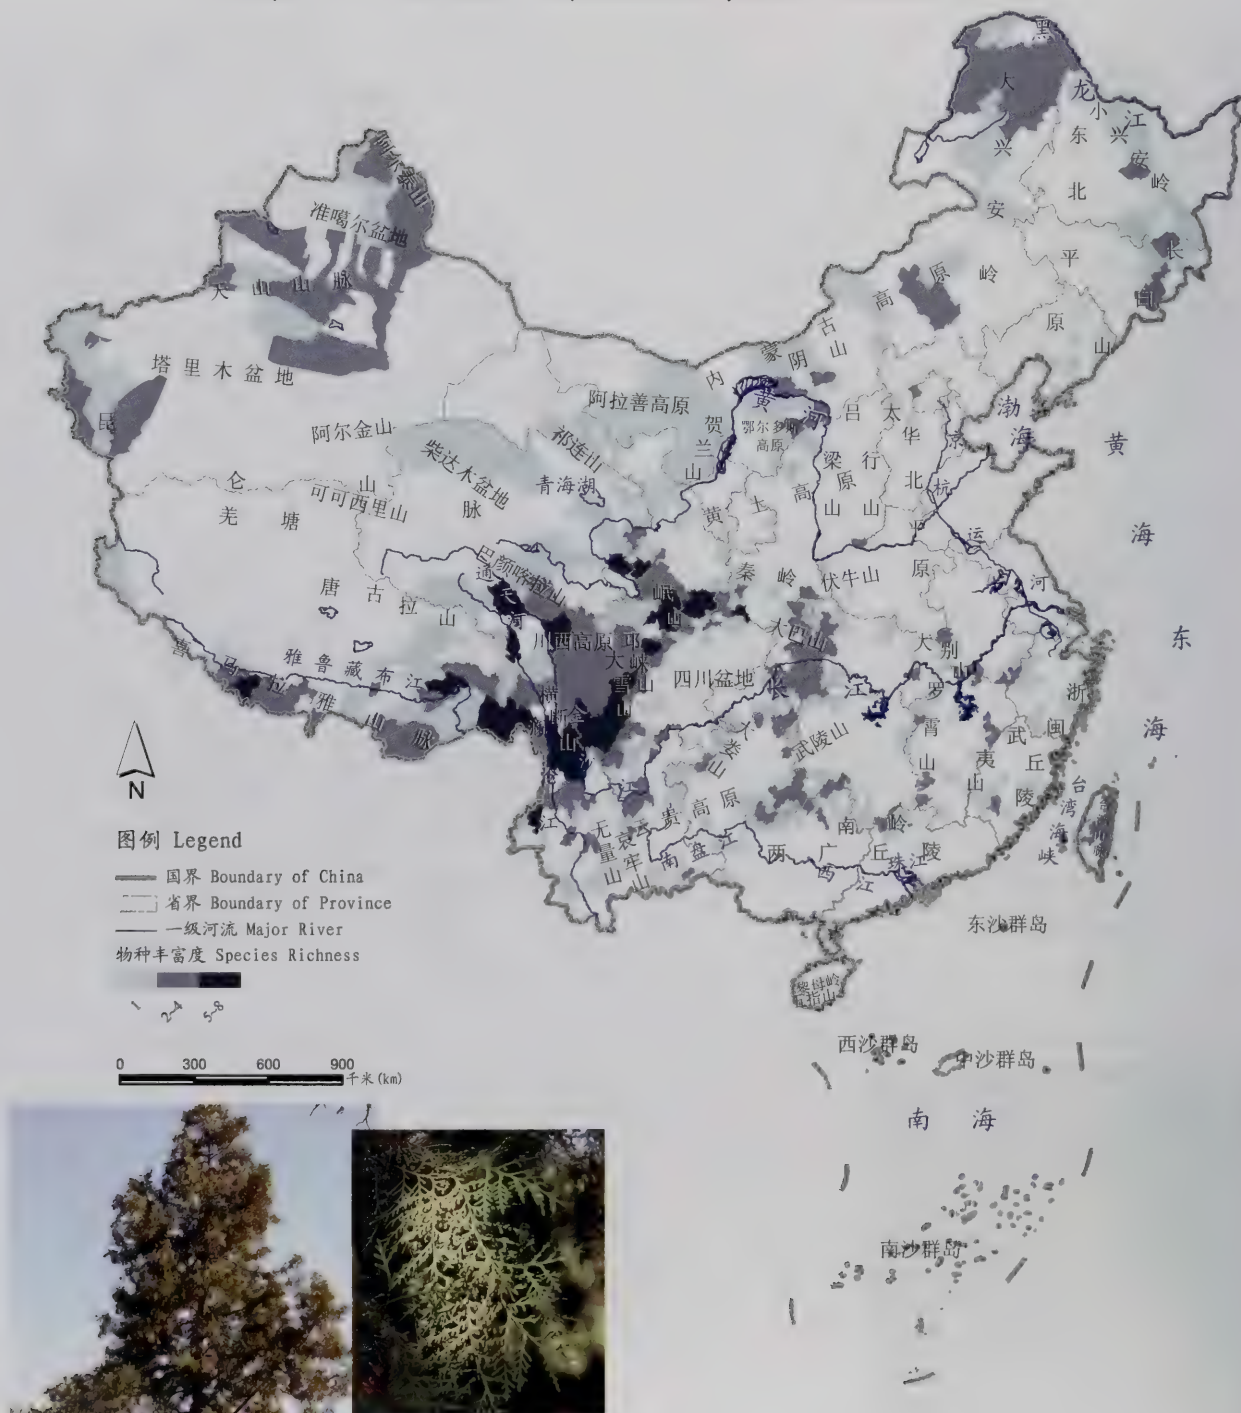 黑
龙
江
大
兴
安
岭
小
兴
安
岭
东
北
平
原
长
白
山
阿尔泰山
准噶尔盆地
天山山脉
塔里木盆地
昆
仑
山
脉
阿尔金山
柴达木盆地
祁连山
青海湖
阿拉善高原
内
蒙
古
高
原
阴
山
贺
兰
山
黄
河
鄂尔多斯
高原
吕
梁
山
太
行
山
华
北
平
原
京
杭
运
河
渤
海
黄
海
东
海
羌塘
可可西里山
黄
土
高
原
巴颜喀拉山
通
天
河
唐古拉山
秦岭
伏牛山
岷
山
川西高原
邛
崃
山
大
雪
山
大巴山
大
别
山
四川盆地
喜
马
拉
雅
山
脉
雅鲁藏布江
横
断
山
金
沙
江
长
江
大
娄
山
武陵山
罗
霄
山
武
夷
山
浙
闽
丘
陵
台
湾
海
峡
贵高原
无
量
山
哀
牢
山
南
盘
江
南岭
两广丘陵
西
江
珠江
N
图例 Legend
国界 Boundary of China
省界 Boundary of Province
一级河流 Major River
物种丰富度 Species Richness
1 2-4 5-8
0 300 600 900
千米(km)
东沙群岛
黎母岭
五指山
西沙群岛
中沙群岛
南海
南沙群岛